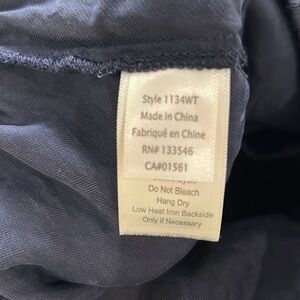 Style 1134WT
Made in China
Fabriqué en Chine
RN# 133546
CA#01561
Do Not Bleach
Hang Dry
Low Heat Iron Backside
Only if Necessary